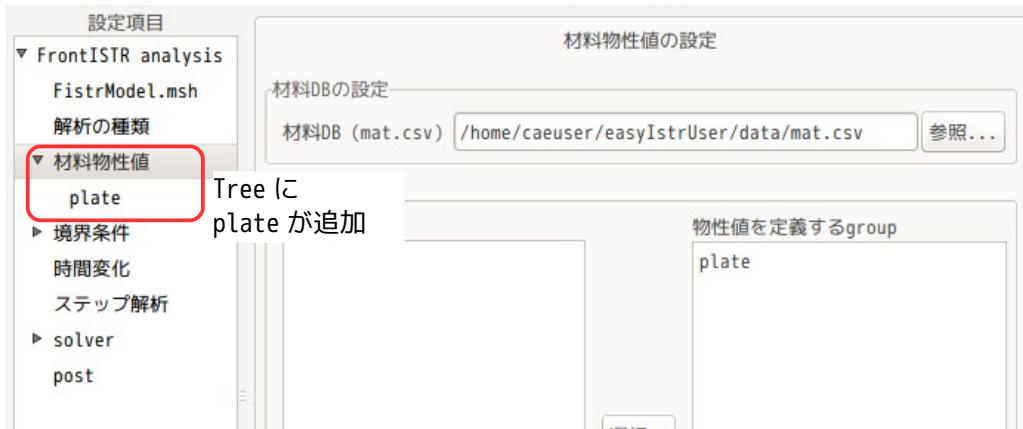 設定項目
▼ FrontISTR analysis
FistrModel.msh
解析の種類
▼ 材料物性値
plate
▶ 境界条件
時間変化
ステップ解析
▶ solver
post
Tree に
plate が追加
材料物性値の設定
材料DBの設定
材料DB (mat.csv) /home/caeuser/easyIstrUser/data/mat.csv 参照...
物性値を定義するgroup
plate